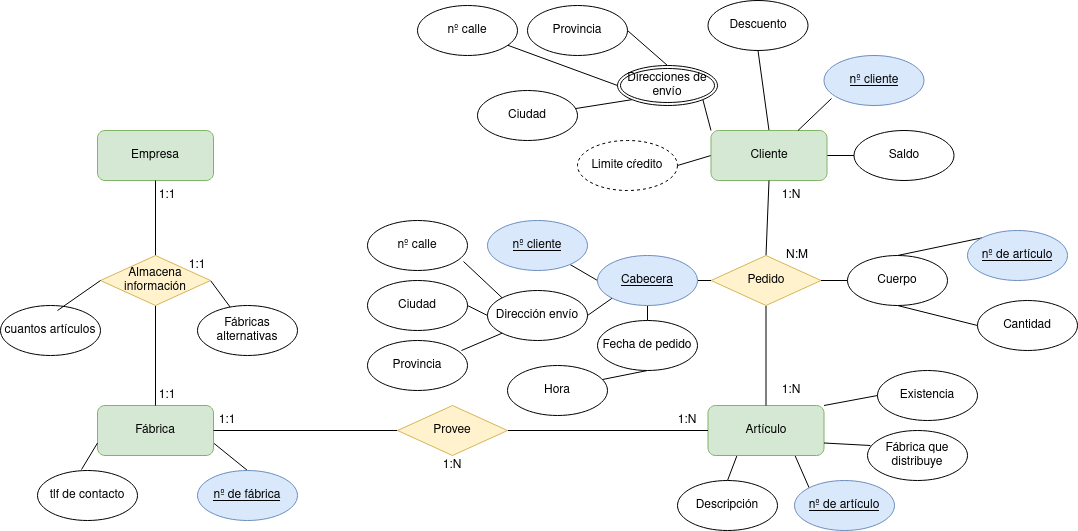 Descuento
nº calle
Provincia
Direcciones de
envío
nº cliente
Ciudad
Empresa
Cliente
Saldo
Limite crédito
1:1
1:N
nº calle
nº cliente
N:M
nº de artículo
1:1
Almacena
información
Cabecera
Pedido
Cuerpo
Ciudad
Dirección envío
cuantos artículos
Fábricas
alternativas
Cantidad
Fecha de pedido
Provincia
Hora
1:1
1:N
Existencia
1:1
1:N
Fábrica
Provee
Artículo
Fábrica que
distribuye
1:N
tlf de contacto
nº de fábrica
Descripción
nº de artículo